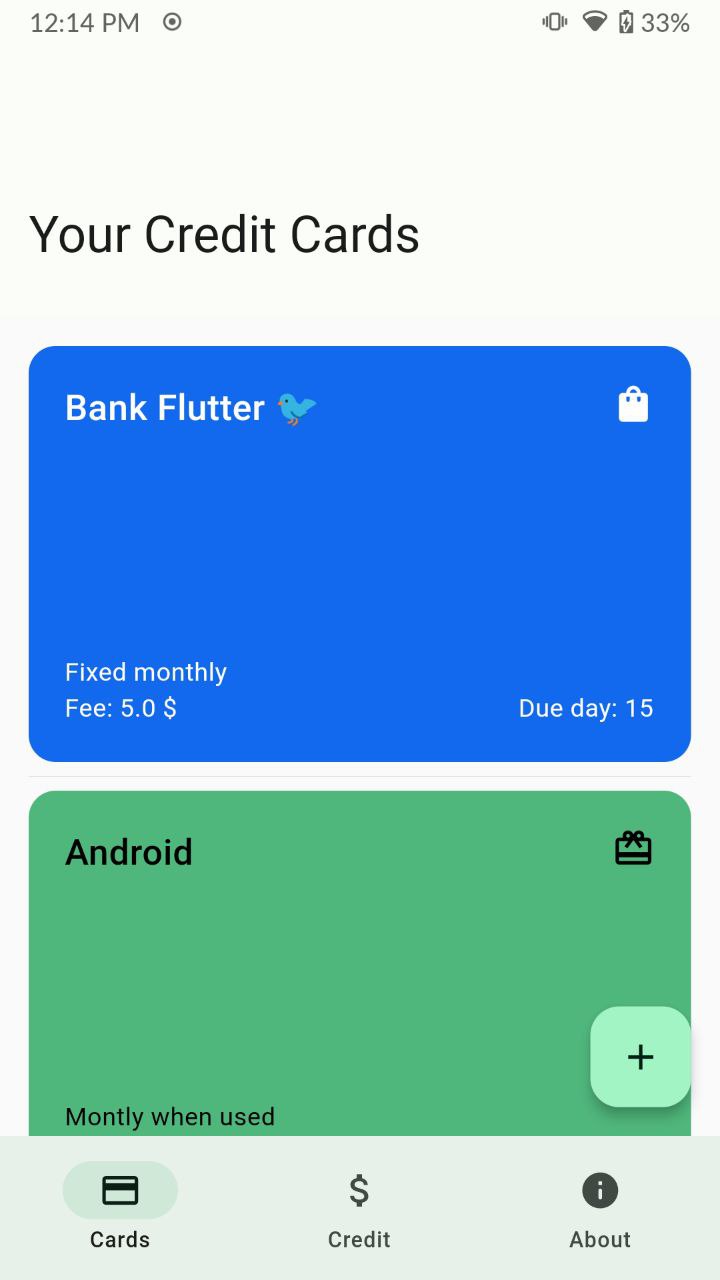 12:14 PM 33%
Your Credit Cards
Bank Flutter 🐦
Fixed monthly
Fee: 5.0 $ Due day: 15
Android
Montly when used
Cards Credit About